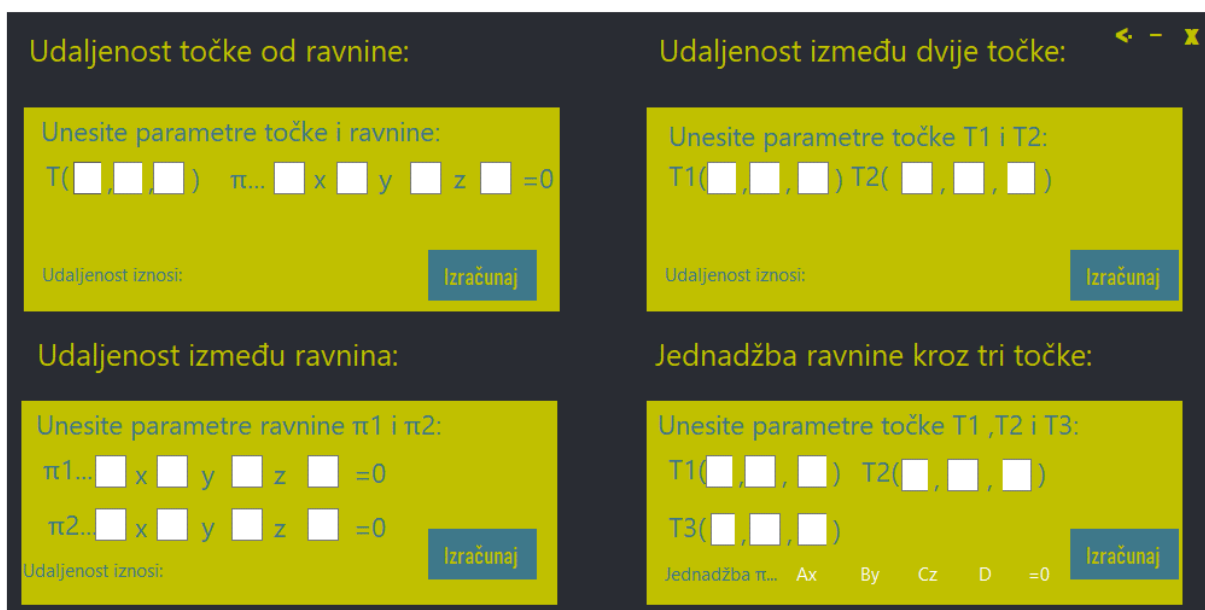 Udaljenost točke od ravnine:
Unesite parametre točke i ravnine:
T( , , ) π... x y z =0
Udaljenost iznosi:
Izračunaj
Udaljenost između dvije točke:
< - x
Unesite parametre točke T1 i T2:
T1( , , ) T2( , , )
Udaljenost iznosi:
Izračunaj
Udaljenost između ravnina:
Unesite parametre ravnine π1 i π2:
π1... x y z =0
π2... x y z =0
Udaljenost iznosi:
Izračunaj
Jednadžba ravnine kroz tri točke:
Unesite parametre točke T1 ,T2 i T3:
T1( , , ) T2( , , )
T3( , , )
Jednadžba π... Ax By Cz D =0
Izračunaj